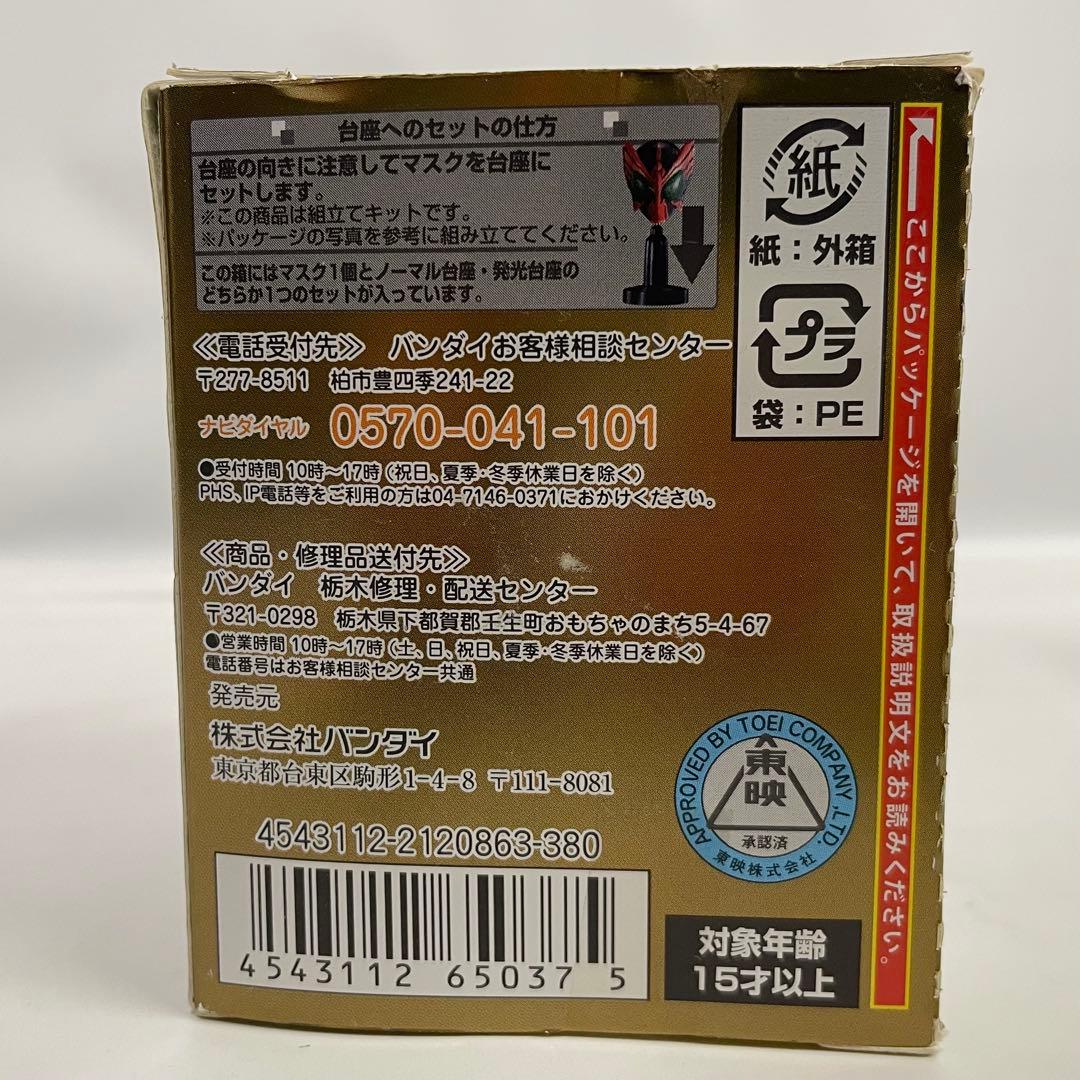 台座へのセットの仕方
台座の向きに注意してマスクを台座に
セットします。
※この商品は組立てキットです。
※パッケージの写真を参考に組み立ててください。
この箱にはマスク1個とノーマル台座・発光台座の
どちらか1つのセットが入っています。
紙
紙：外箱
プラ
袋：PE
ここからパッケージを開いて、取扱説明文をお読みください。
≪電話受付先≫ バンダイお客様相談センター
〒277-8511 柏市豊四季241-22
ナビダイヤル 0570-041-101
●受付時間 10時～17時（祝日、夏季・冬季休業日を除く）
PHS、IP電話等をご利用の方は04-7146-0371におかけください。
≪商品・修理品送付先≫
バンダイ 栃木修理・配送センター
〒321-0298 栃木県下都賀郡壬生町おもちゃのまち5-4-67
●営業時間 10時～17時（土、日、祝日、夏季・冬季休業日を除く）
電話番号はお客様相談センター共通
発売元
株式会社バンダイ
東京都台東区駒形1-4-8 〒111-8081
APPROVED BY TOEI COMPANY, LTD.
東映
承認済
東映株式会社
4543112-2120863-380
4543112 650375
対象年齢
15才以上